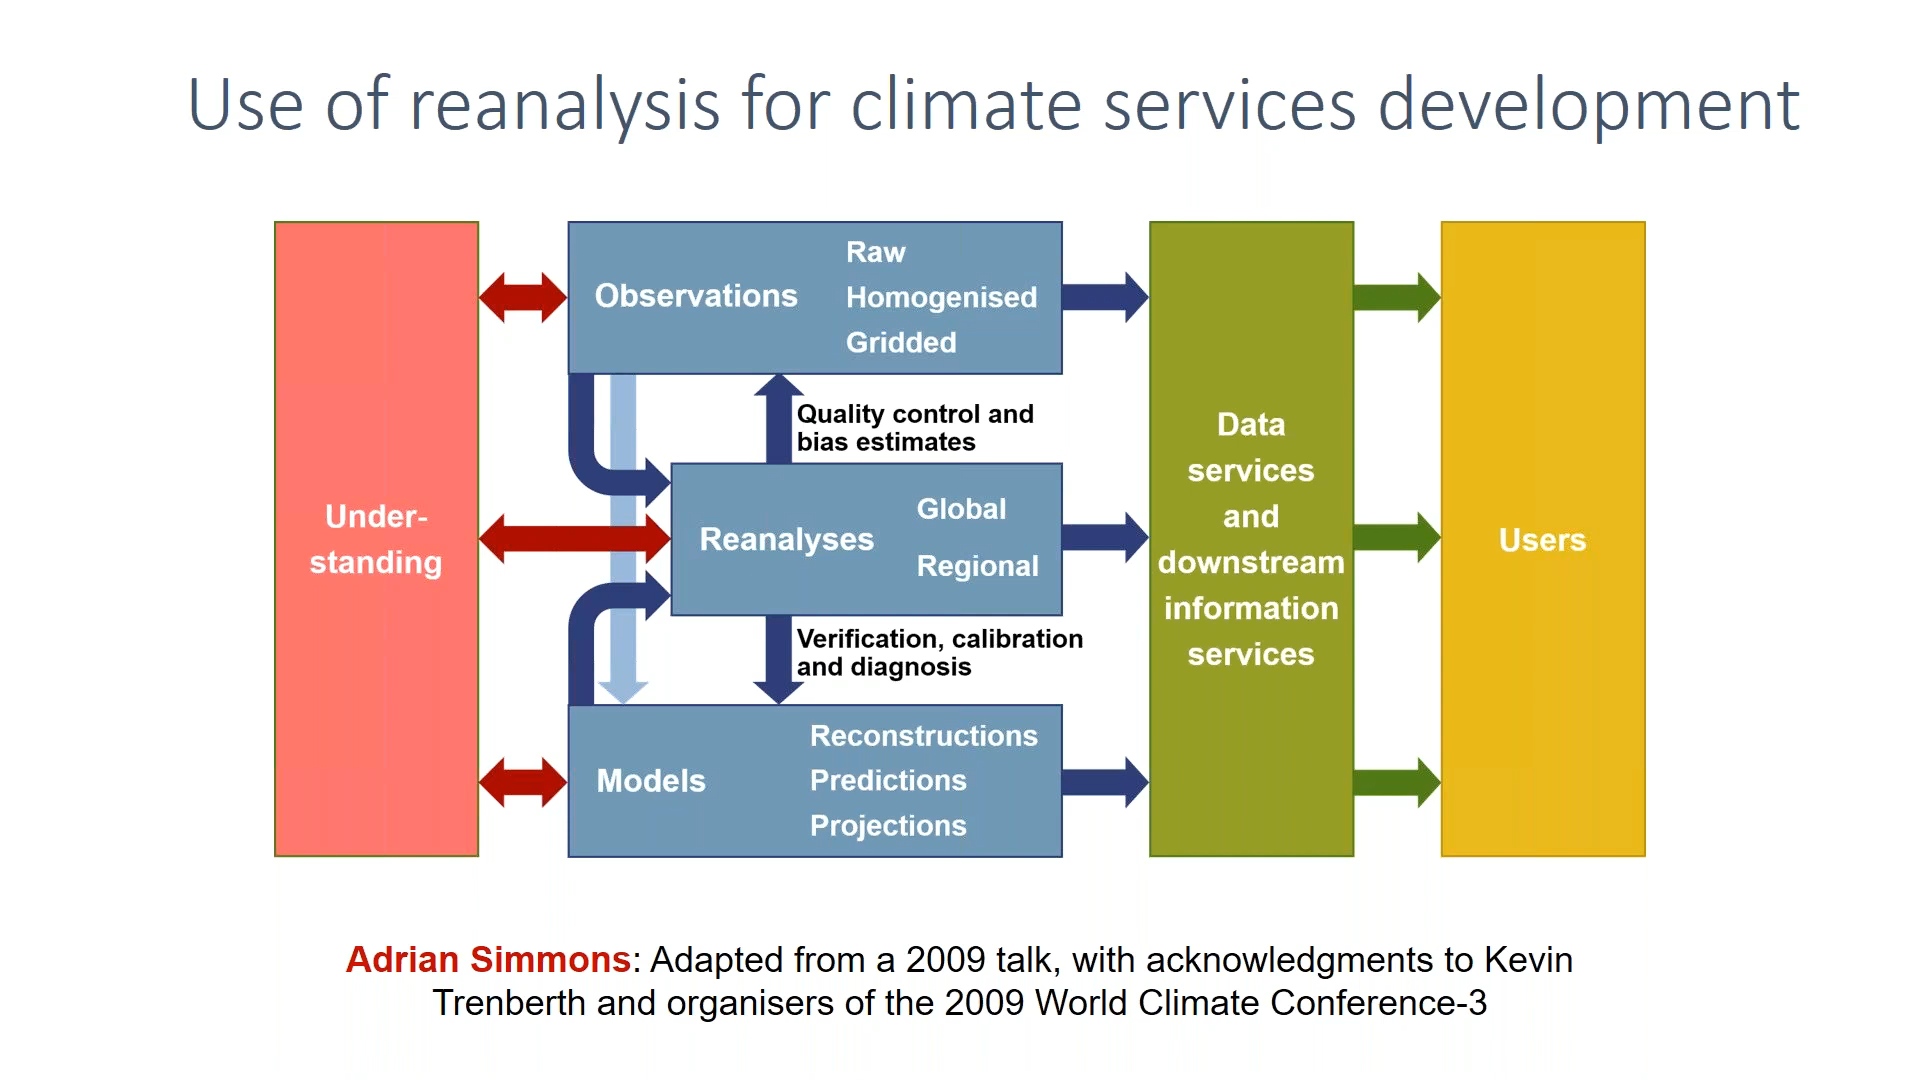 Use of reanalysis for climate services development
Under-
standing
Observations
Raw
Homogenised
Gridded
Quality control and
bias estimates
Reanalyses
Global
Regional
Verification, calibration
and diagnosis
Models
Reconstructions
Predictions
Projections
Data
services
and
downstream
information
services
Users
Adrian Simmons: Adapted from a 2009 talk, with acknowledgments to Kevin
Trenberth and organisers of the 2009 World Climate Conference-3